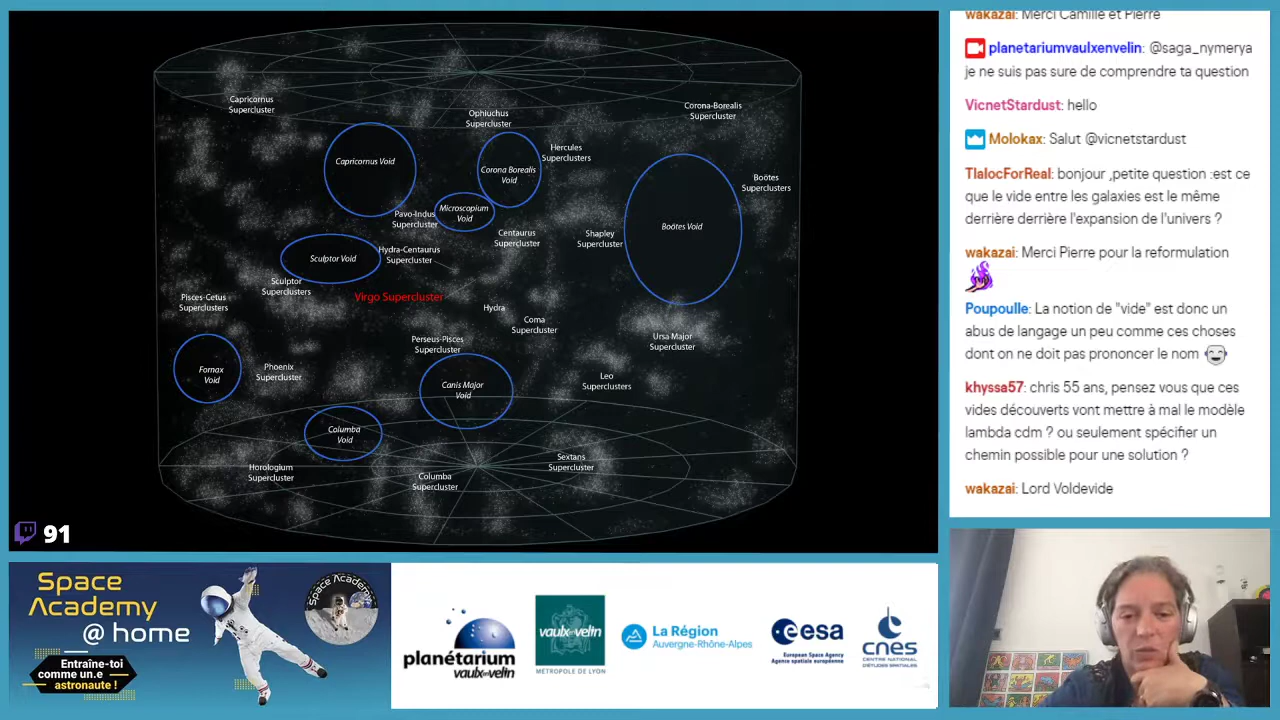 Capricornus
Supercluster
Ophiuchus
Supercluster
Corona-Borealis
Supercluster
Capricornus Void
Corona Borealis
Void
Hercules
Superclusters
Boötes
Superclusters
Microscopium
Void
Pavo-Indus
Supercluster
Boötes Void
Centaurus
Supercluster
Shapley
Supercluster
Sculptor Void
Hydra-Centaurus
Supercluster
Sculptor
Superclusters
Virgo Supercluster
Pisces-Cetus
Superclusters
Hydra
Coma
Supercluster
Perseus-Pisces
Supercluster
Ursa Major
Supercluster
Fornax
Void
Phoenix
Supercluster
Canis Major
Void
Leo
Superclusters
Columba
Void
Horologium
Supercluster
Columba
Supercluster
Sextans
Supercluster
91
wakazai: Merci Camille et Pierre
planetariumvaulxenvelin: @saga_nymerya
je ne suis pas sure de comprendre ta question
VicnetStardust: hello
Molokax: Salut @vicnetstardust
TlalocForReal: bonjour ,petite question :est ce
que le vide entre les galaxies est le même
derrière derrière l'expansion de l'univers ?
wakazai: Merci Pierre pour la reformulation
Poupoulle: La notion de "vide" est donc un
abus de langage un peu comme ces choses
dont on ne doit pas prononcer le nom
khyssa57: chris 55 ans, pensez vous que ces
vides découverts vont mettre à mal le modèle
lambda cdm ? ou seulement spécifier un
chemin possible pour une solution ?
wakazai: Lord Voldevide
Space
Academy
@ home
Entraîne-toi
comme un.e
astronaute !
Space Academy
planétarium
vaulx en velin
vaulx en velin
MÉTROPOLE DE LYON
La Région
Auvergne-Rhône-Alpes
esa
European Space Agency
Agence spatiale européenne
cnes
CENTRE NATIONAL
D'ÉTUDES SPATIALES